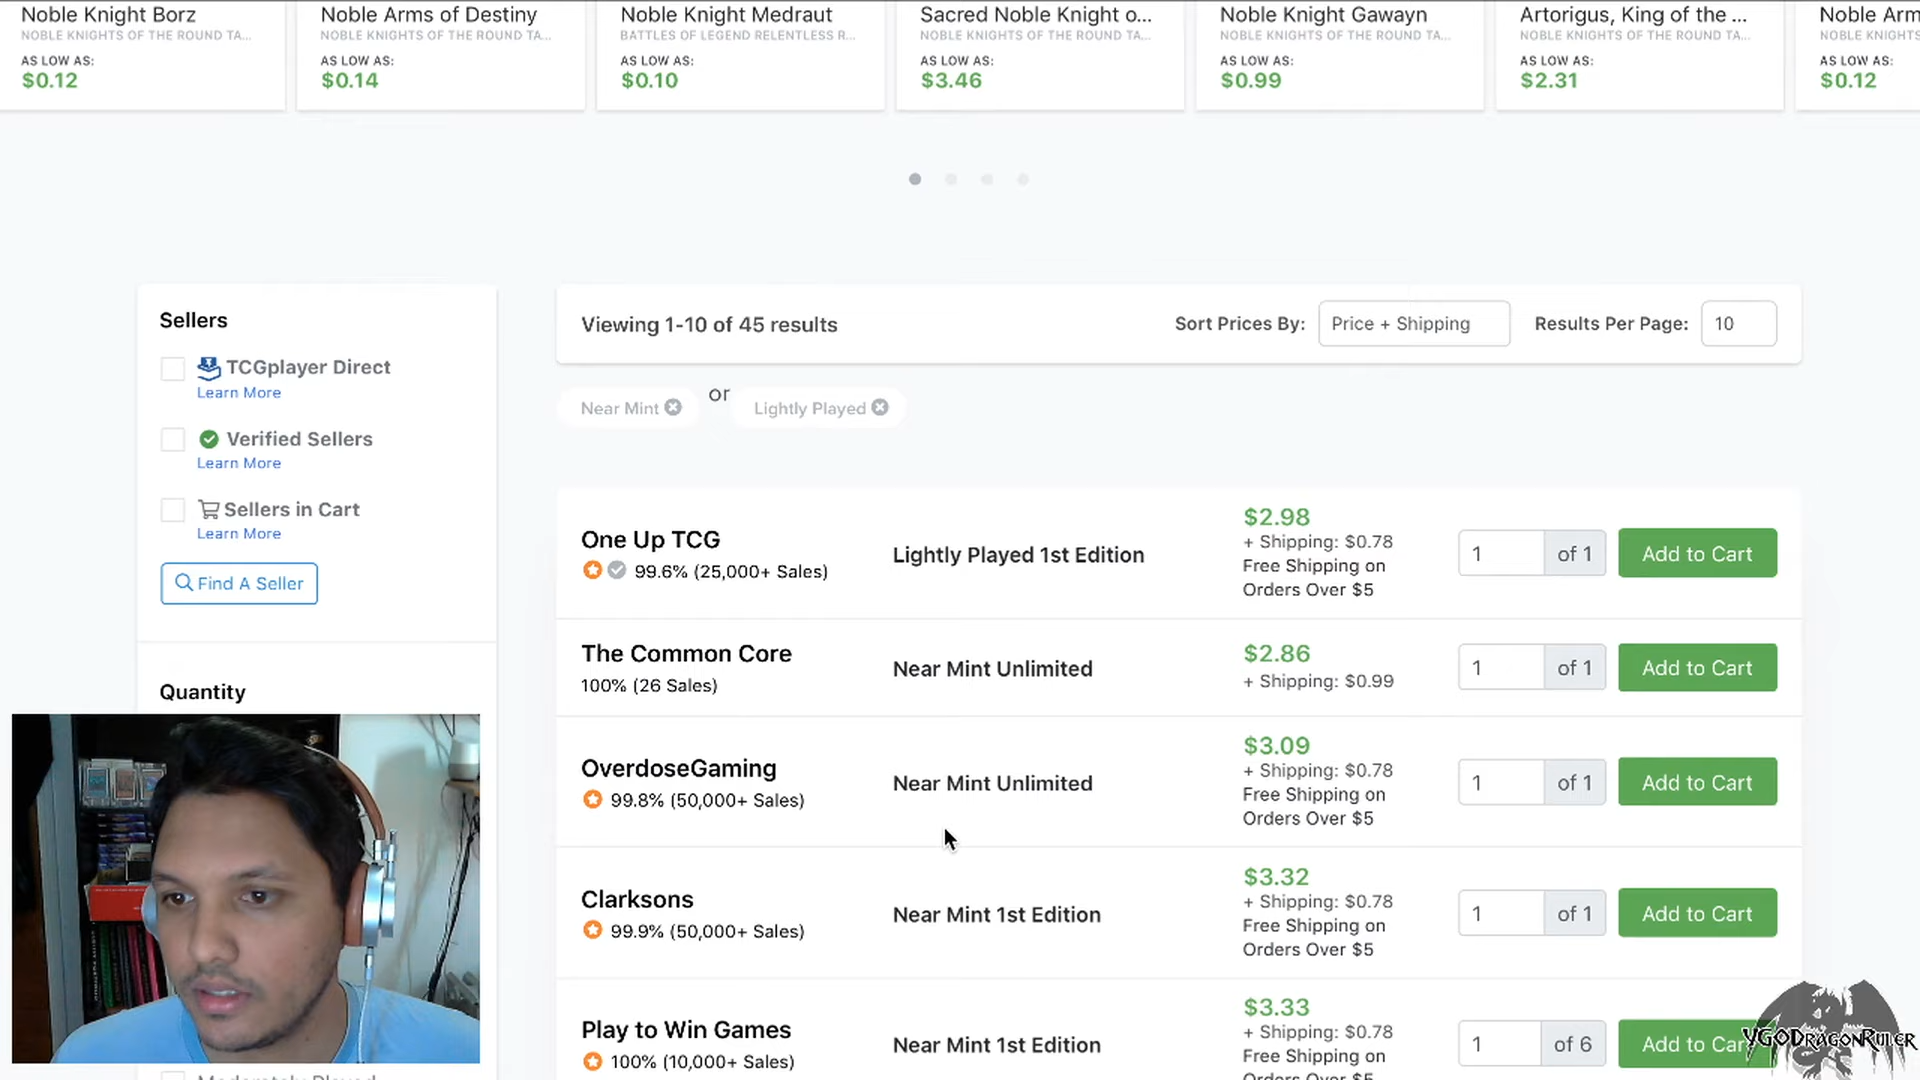 Noble Knight Borz
NOBLE KNIGHTS OF THE ROUND TA...
AS LOW AS:
$0.12
Noble Arms of Destiny
NOBLE KNIGHTS OF THE ROUND TA...
AS LOW AS:
$0.14
Noble Knight Medraut
BATTLES OF LEGEND RELENTLESS R...
AS LOW AS:
$0.10
Sacred Noble Knight o...
NOBLE KNIGHTS OF THE ROUND TA...
AS LOW AS:
$3.46
Noble Knight Gawayn
NOBLE KNIGHTS OF THE ROUND TA...
AS LOW AS:
$0.99
Artorigus, King of the ...
NOBLE KNIGHTS OF THE ROUND TA...
AS LOW AS:
$2.31
Noble Arm
NOBLE KNIGHTS
AS LOW AS:
$0.12
Sellers
TCGplayer Direct
Learn More
Verified Sellers
Learn More
Sellers in Cart
Learn More
Find A Seller
Quantity
Moderately Played
Viewing 1-10 of 45 results
Sort Prices By: Price + Shipping
Results Per Page: 10
Near Mint or Lightly Played
One Up TCG
99.6% (25,000+ Sales)
Lightly Played 1st Edition
$2.98
+ Shipping: $0.78
Free Shipping on
Orders Over $5
1 of 1
Add to Cart
The Common Core
100% (26 Sales)
Near Mint Unlimited
$2.86
+ Shipping: $0.99
1 of 1
Add to Cart
OverdoseGaming
99.8% (50,000+ Sales)
Near Mint Unlimited
$3.09
+ Shipping: $0.78
Free Shipping on
Orders Over $5
1 of 1
Add to Cart
Clarksons
99.9% (50,000+ Sales)
Near Mint 1st Edition
$3.32
+ Shipping: $0.78
Free Shipping on
Orders Over $5
1 of 1
Add to Cart
Play to Win Games
100% (10,000+ Sales)
Near Mint 1st Edition
$3.33
+ Shipping: $0.78
Free Shipping on
Orders Over $5
1 of 6
Add to Car
YGODRAGONRULER